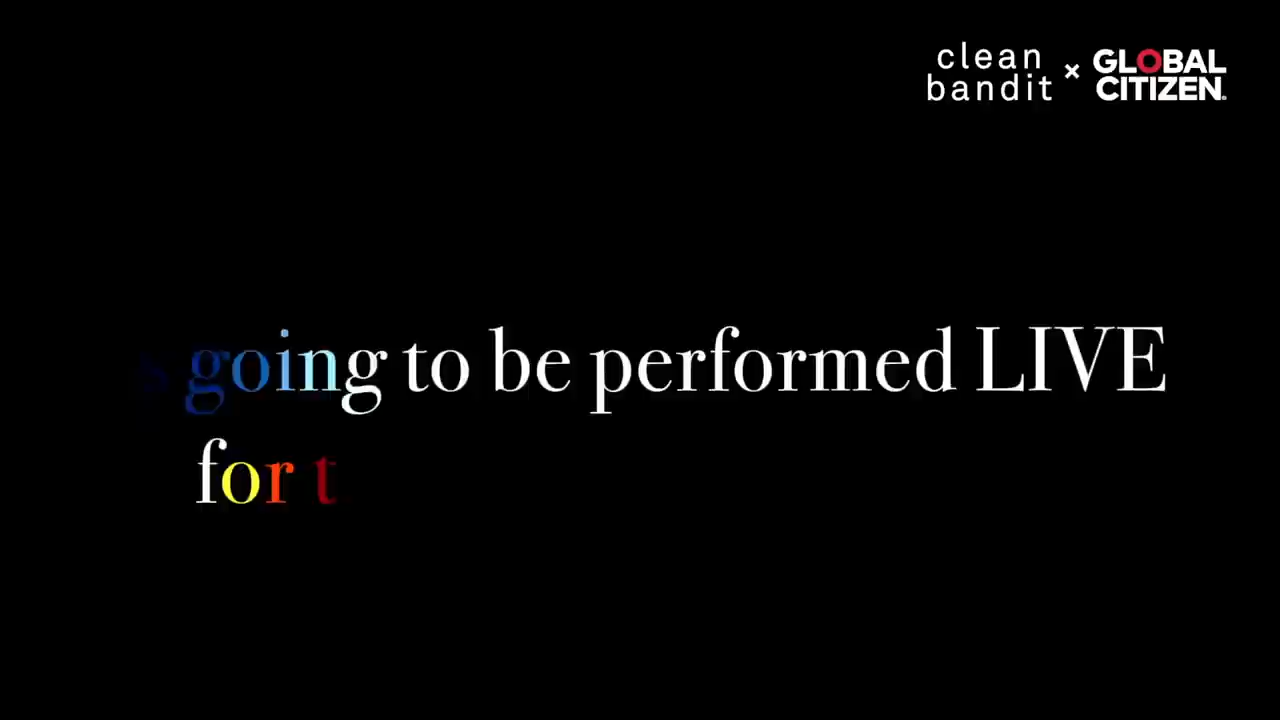 clean
bandit × GLOBAL
CITIZEN.
s going to be performed LIVE
for t